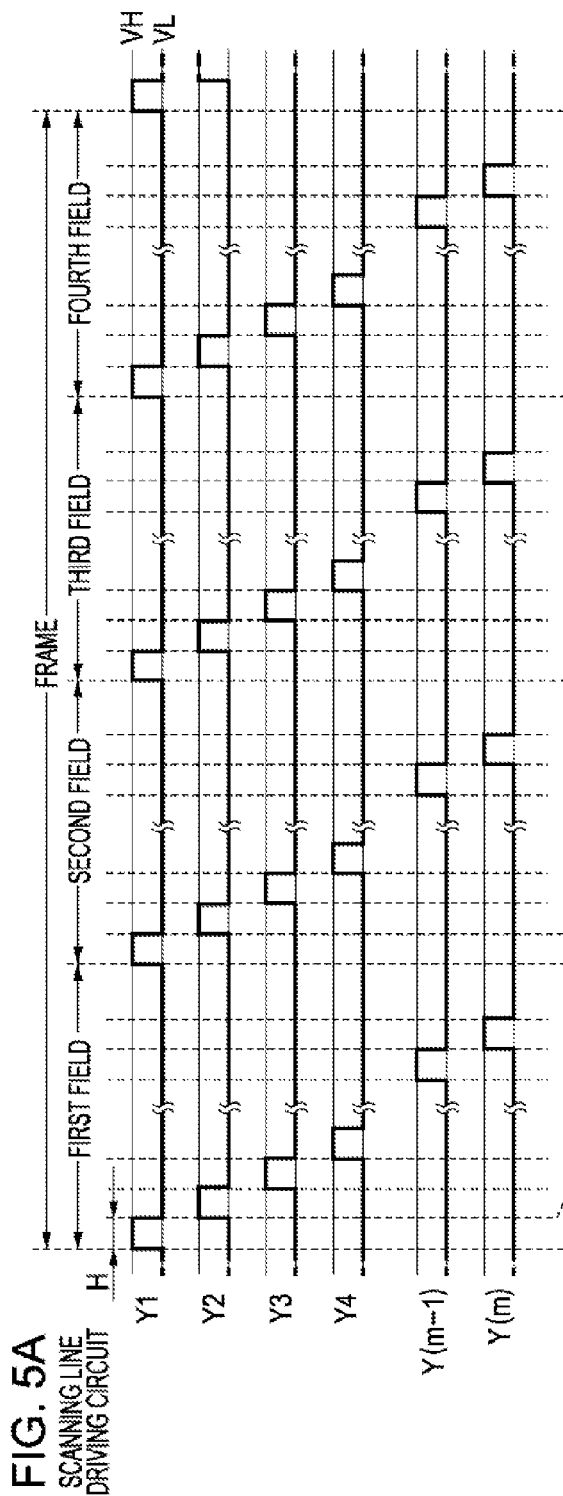 FIG. 5A
SCANNING LINE
DRIVING CIRCUIT
FRAME
FIRST FIELD
SECOND FIELD
THIRD FIELD
FOURTH FIELD
H
VH
VL
Y1
Y2
Y3
Y4
Y(m-1)
Y(m)